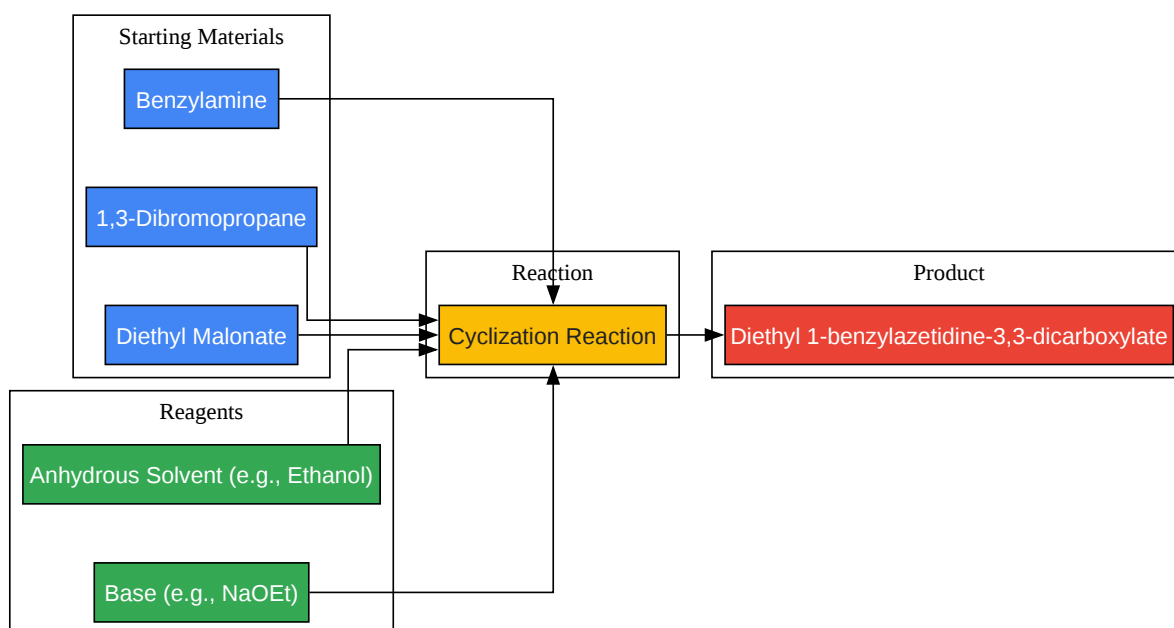 Starting Materials
Benzylamine
1,3-Dibromopropane
Diethyl Malonate
Reagents
Anhydrous Solvent (e.g., Ethanol)
Base (e.g., NaOEt)
Reaction
Cyclization Reaction
Product
Diethyl 1-benzylazetidine-3,3-dicarboxylate